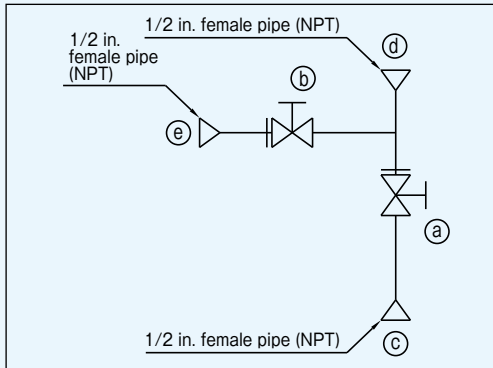 1/2 in. female pipe (NPT)
1/2 in.
female pipe
(NPT)
d
b
e
a
1/2 in. female pipe (NPT)
c